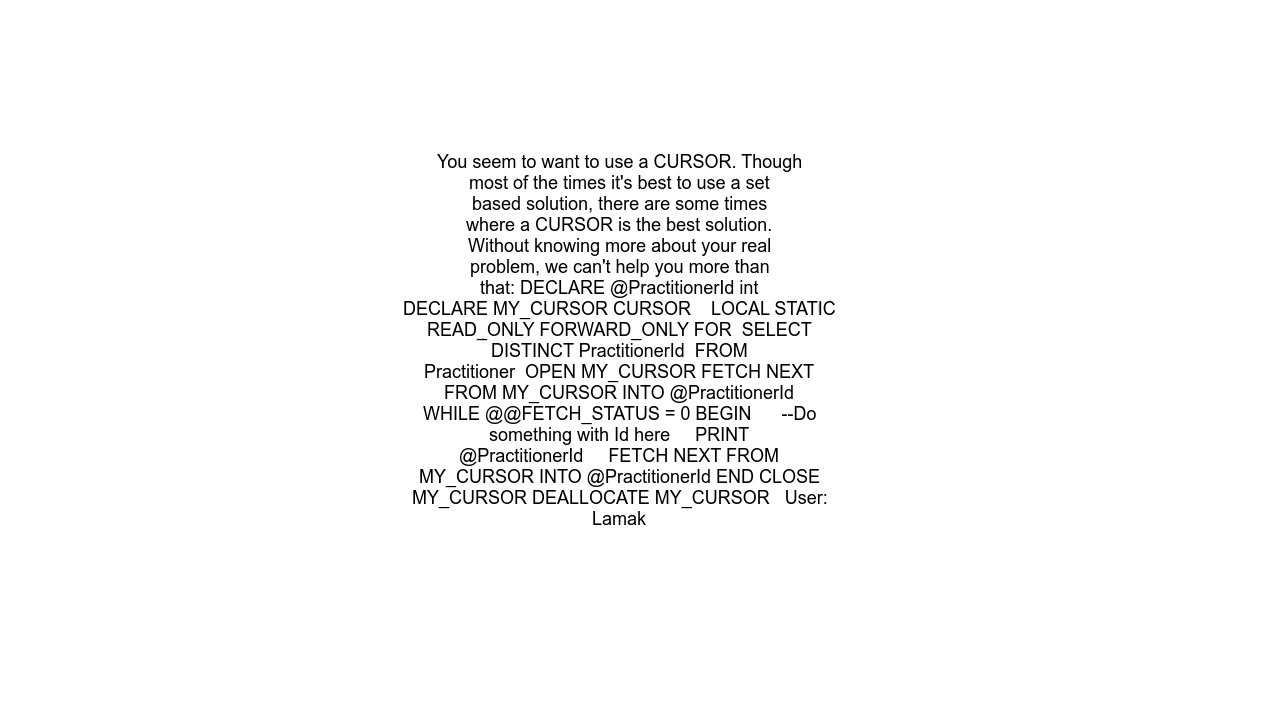 You seem to want to use a CURSOR. Though
most of the times it's best to use a set
based solution, there are some times
where a CURSOR is the best solution.
Without knowing more about your real
problem, we can't help you more than
that: DECLARE @PractitionerId int
DECLARE MY_CURSOR CURSOR    LOCAL STATIC
READ_ONLY FORWARD_ONLY FOR  SELECT
DISTINCT PractitionerId  FROM
Practitioner  OPEN MY_CURSOR FETCH NEXT
FROM MY_CURSOR INTO @PractitionerId
WHILE @@FETCH_STATUS = 0 BEGIN      --Do
something with Id here     PRINT
@PractitionerId     FETCH NEXT FROM
MY_CURSOR INTO @PractitionerId END CLOSE
MY_CURSOR DEALLOCATE MY_CURSOR   User:
Lamak